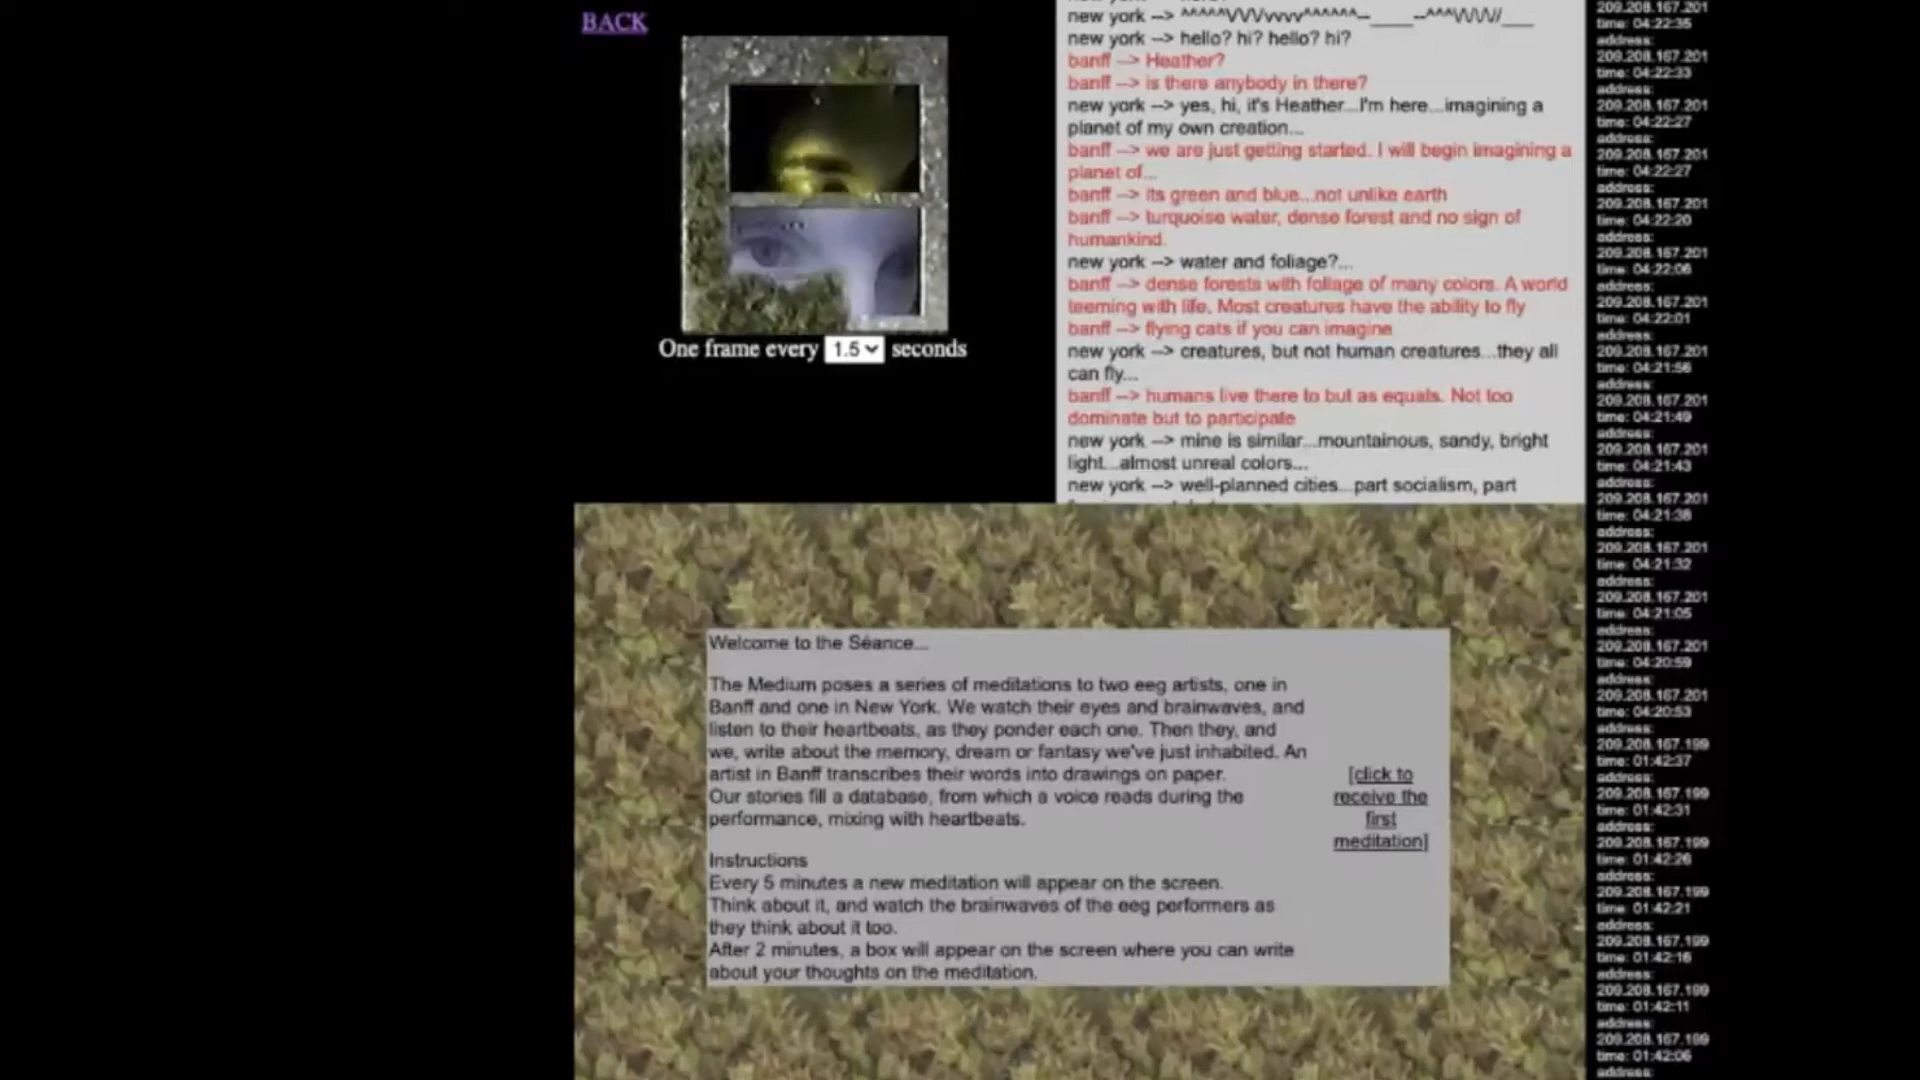 BACK
One frame every 1.5 seconds
new york --> ^^^^^VVVvvvv^^^^^^--_____--^^^VVV//___
new york --> hello? hi? hello? hi?
banff --> Heather?
banff --> is there anybody in there?
new york --> yes, hi, it's Heather...I'm here...imagining a
planet of my own creation...
banff --> we are just getting started. I will begin imagining a
planet of...
banff --> its green and blue...not unlike earth
banff --> turquoise water, dense forest and no sign of
humankind.
new york --> water and foliage?...
banff --> dense forests with foliage of many colors. A world
teeming with life. Most creatures have the ability to fly
banff --> flying cats if you can imagine
new york --> creatures, but not human creatures...they all
can fly...
banff --> humans live there to but as equals. Not too
dominate but to participate
new york --> mine is similar...mountainous, sandy, bright
light...almost unreal colors...
new york --> well-planned cities...part socialism, part
209.208.167.201
time: 04:22:35
address:
209.208.167.201
time: 04:22:33
address:
209.208.167.201
time: 04:22:27
address:
209.208.167.201
time: 04:22:27
address:
209.208.167.201
time: 04:22:20
address:
209.208.167.201
time: 04:22:06
address:
209.208.167.201
time: 04:22:01
address:
209.208.167.201
time: 04:21:56
address:
209.208.167.201
time: 04:21:49
address:
209.208.167.201
time: 04:21:43
address:
209.208.167.201
time: 04:21:38
address:
209.208.167.201
time: 04:21:32
address:
209.208.167.201
time: 04:21:05
address:
209.208.167.201
time: 04:20:59
address:
209.208.167.201
time: 04:20:53
address:
209.208.167.199
time: 01:42:37
address:
209.208.167.199
time: 01:42:31
address:
209.208.167.199
time: 01:42:26
address:
209.208.167.199
time: 01:42:21
address:
209.208.167.199
time: 01:42:16
address:
209.208.167.199
time: 01:42:11
address:
209.208.167.199
time: 01:42:06
address:
Welcome to the Séance...
The Medium poses a series of meditations to two eeg artists, one in
Banff and one in New York. We watch their eyes and brainwaves, and
listen to their heartbeats, as they ponder each one. Then they, and
we, write about the memory, dream or fantasy we've just inhabited. An
artist in Banff transcribes their words into drawings on paper.
Our stories fill a database, from which a voice reads during the
performance, mixing with heartbeats.
Instructions
Every 5 minutes a new meditation will appear on the screen.
Think about it, and watch the brainwaves of the eeg performers as
they think about it too.
After 2 minutes, a box will appear on the screen where you can write
about your thoughts on the meditation.
[click to
receive the
first
meditation]